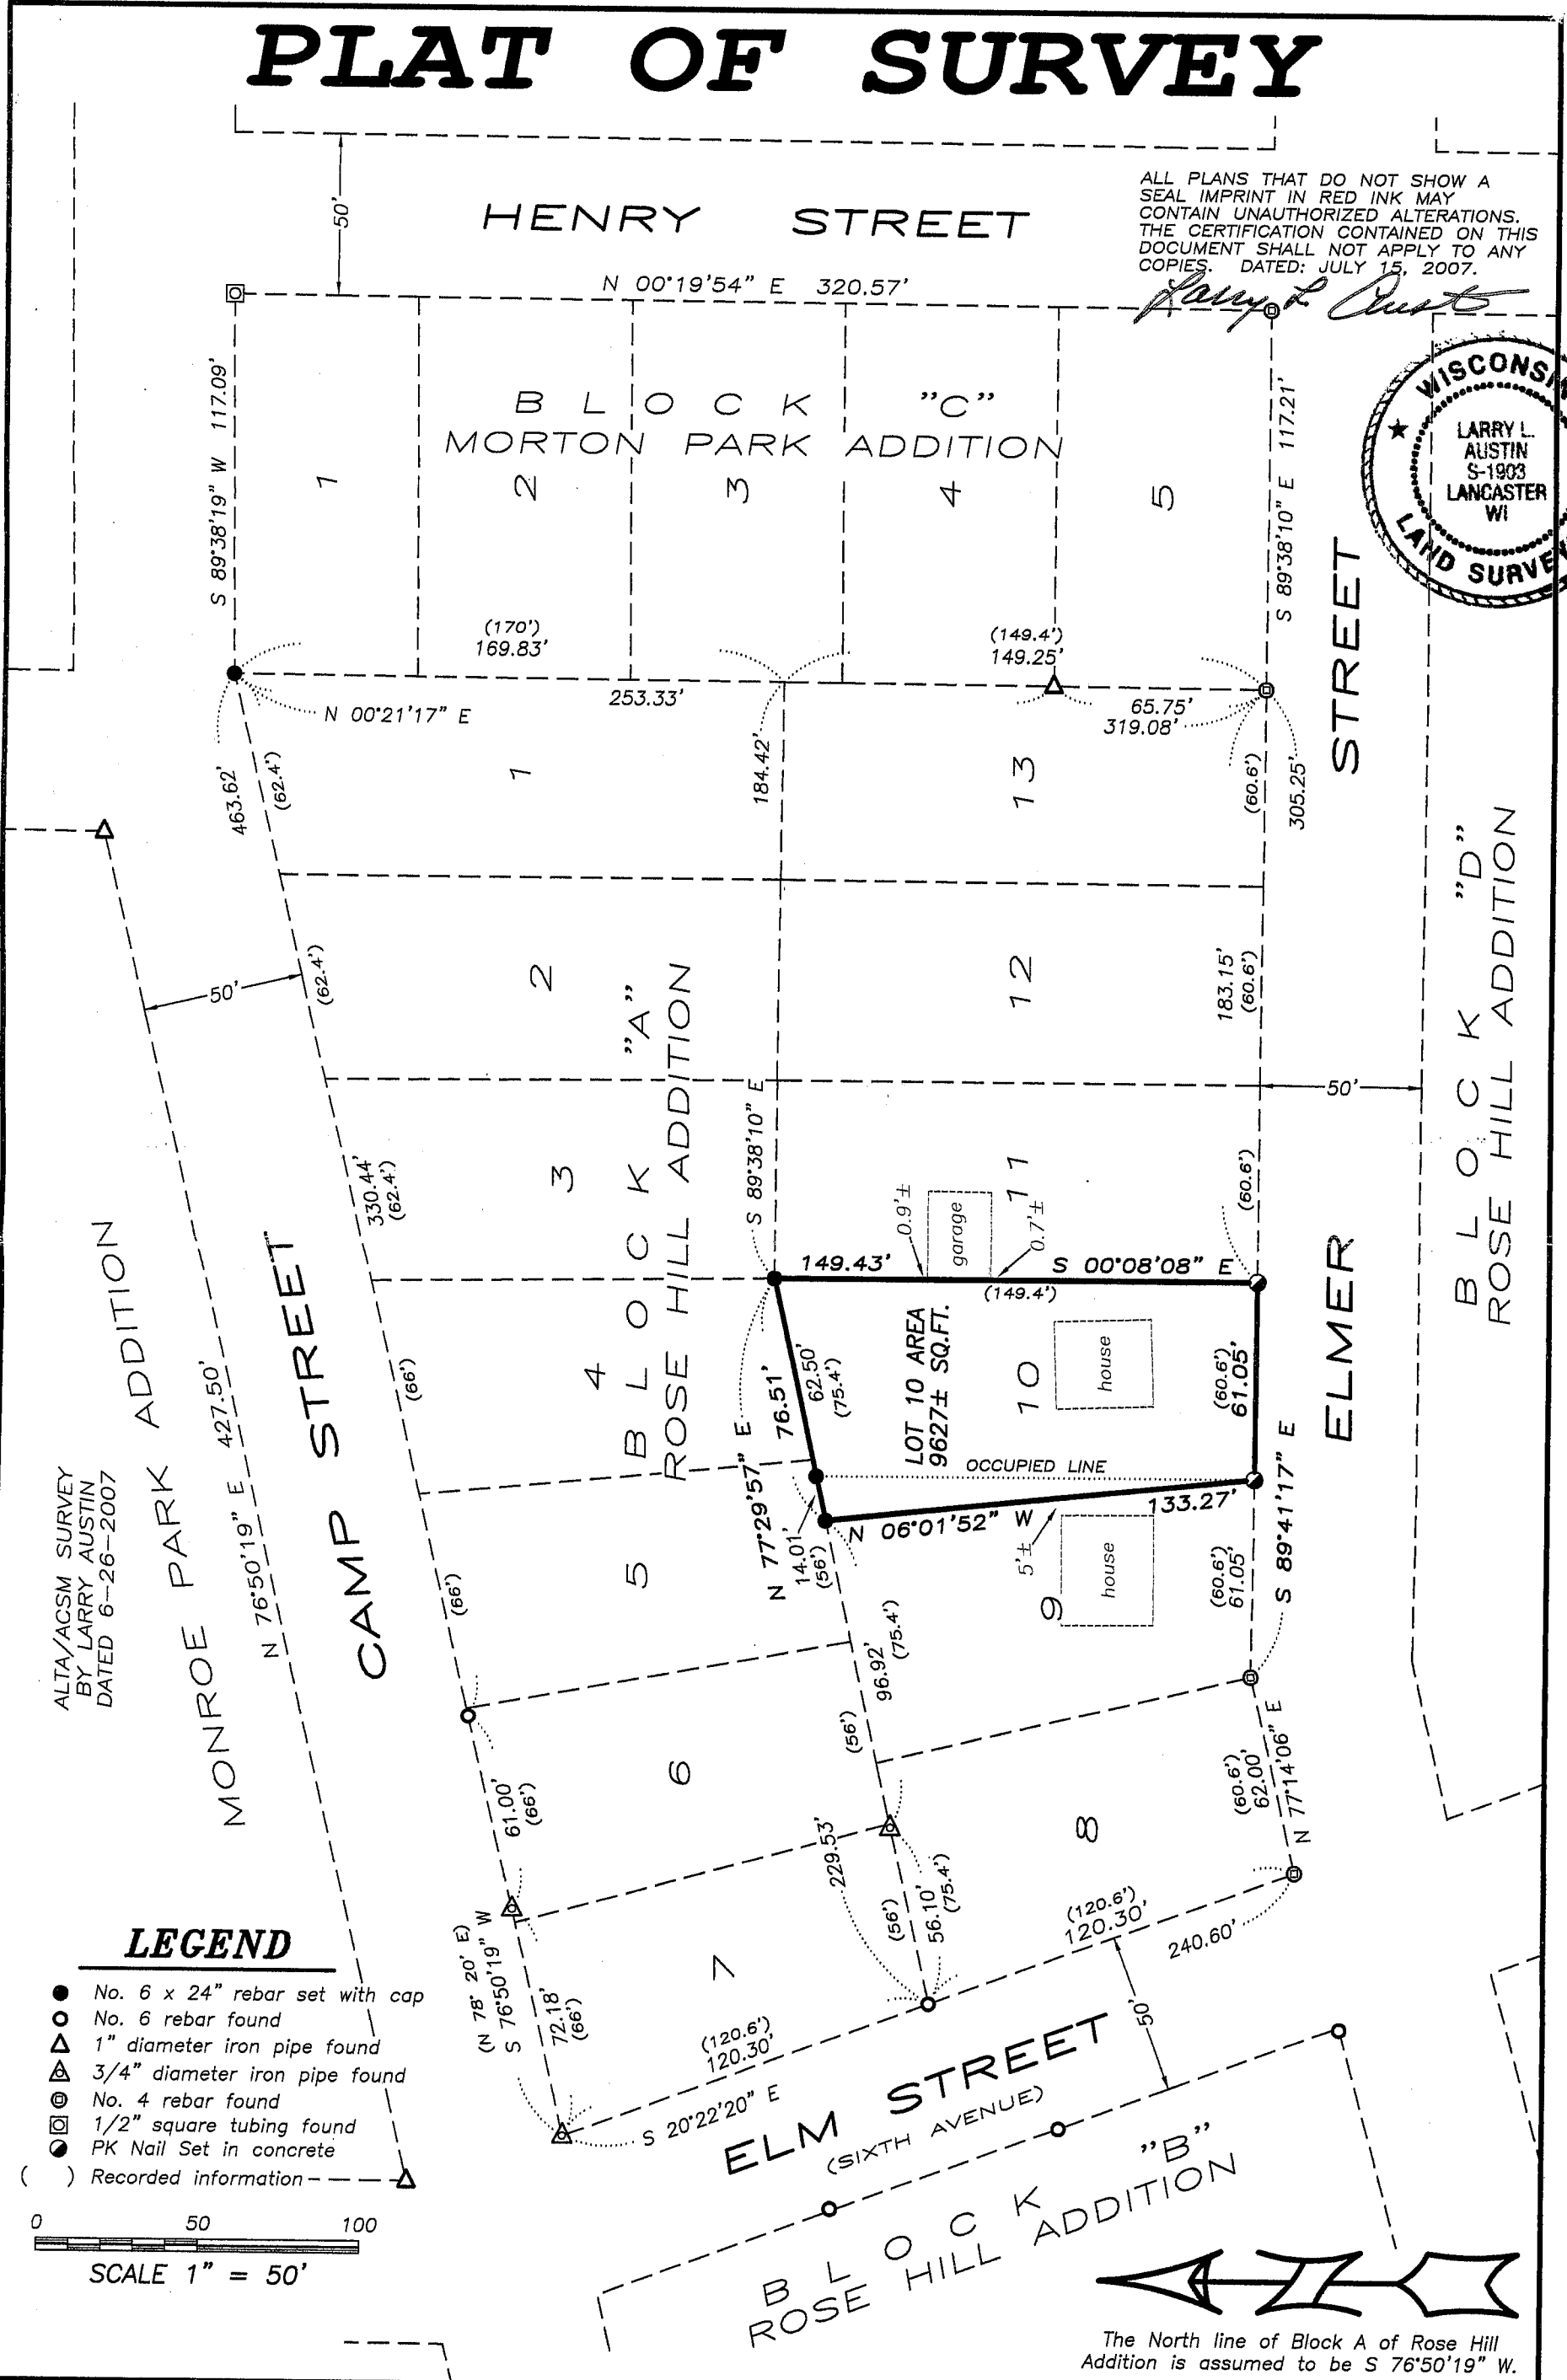 PLAT OF SURVEY
ALL PLANS THAT DO NOT SHOW A
SEAL IMPRINT IN RED INK MAY
CONTAIN UNAUTHORIZED ALTERATIONS.
THE CERTIFICATION CONTAINED ON THIS
DOCUMENT SHALL NOT APPLY TO ANY
COPIES. DATED: JULY 15, 2007.
Larry L Aust
50'
HENRY STREET
N 00°19'54" E 320.57'
WISCONSI
LARRY L.
AUSTIN
S-1903
LANCASTER
WI
LAND SURVE
S 89°38'19" W 117.09'
BLOCK "C"
MORTON PARK ADDITION
1
2
3
4
5
S 89°38'10" E 117.21'
(170')
169.83'
(149.4')
149.25'
N 00°21'17" E
253.33'
65.75'
319.08'
463.62'
(62.4')
184.42'
(60.6')
305.25'
1
13
STREET
50'
(62.4')
2
12
183.15'
(60.6')
50'
BLOCK "A"
ROSE HILL ADDITION
BLOCK "D"
ROSE HILL ADDITION
S 89°38'10" E
330.44'
(62.4')
3
11
(60.6')
0.9'±
garage
0.7'±
149.43'
S 00°08'08" E
(149.4')
MONROE PARK ADDITION
CAMP STREET
ELMER
N 76°50'19" E 427.50'
(66')
4
76.51'
62.50'
(75.4')
LOT 10 AREA
9627± SQ.FT.
10
house
(60.6')
61.05'
OCCUPIED LINE
N 77°29'57" E
14.01'
(56')
N 06°01'52" W
133.27'
S 89°41'17" E
ALTA/ACSM SURVEY
BY LARRY AUSTIN
DATED 6-26-2007
(66')
5
5'±
9
house
(60.6')
61.05'
96.92'
(75.4')
(56')
6
61.00'
(66')
(60.6')
62.00'
N 77°14'06" E
8
229.53'
(56')
56.10'
(75.4')
(120.6')
120.30'
240.60'
(N 78° 20' E)
S 76°50'19" W
72.18'
(66')
7
(120.6')
120.30'
S 20°22'20" E
50'
ELM STREET
(SIXTH AVENUE)
BLOCK "B"
ROSE HILL ADDITION
LEGEND
No. 6 x 24" rebar set with cap
No. 6 rebar found
1" diameter iron pipe found
3/4" diameter iron pipe found
No. 4 rebar found
1/2" square tubing found
PK Nail Set in concrete
( ) Recorded information
0 50 100
SCALE 1" = 50'
The North line of Block A of Rose Hill
Addition is assumed to be S 76°50'19" W.